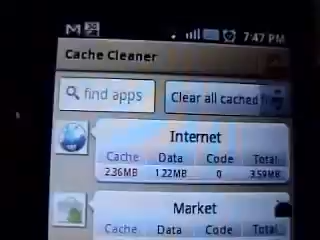 7:47 PM
Cache Cleaner
find apps
Clear all cached
Internet
Cache Data Code Total
2.36MB 1.22MB 0 3.59MB
Market
Cache Data Code Total